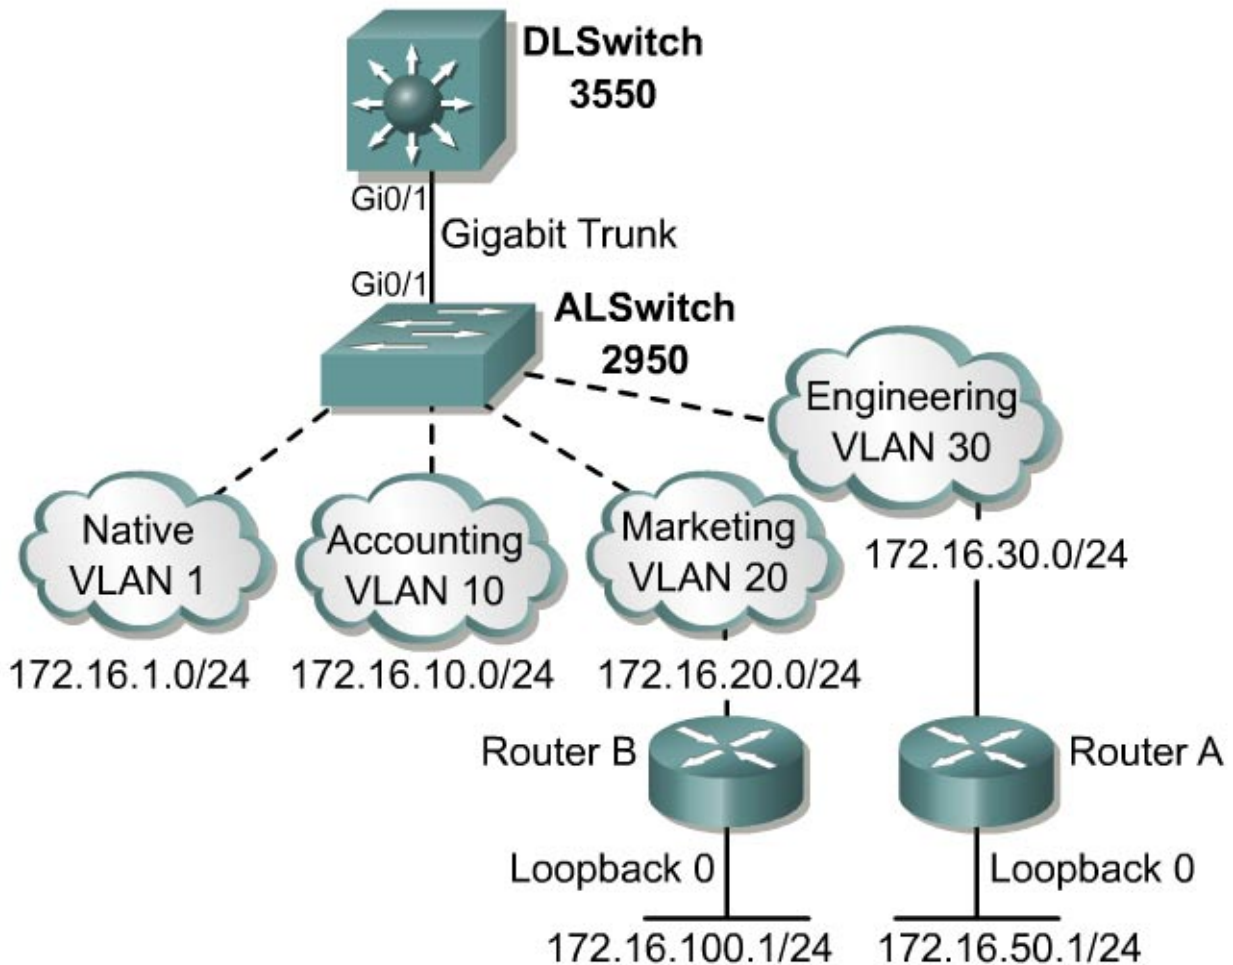 DLSwitch
3550
Gi0/1
Gigabit Trunk
Gi0/1
ALSwitch
2950
Engineering
VLAN 30
172.16.30.0/24
Native
VLAN 1
172.16.1.0/24
Accounting
VLAN 10
172.16.10.0/24
Marketing
VLAN 20
172.16.20.0/24
Router B
Router A
Loopback 0
Loopback 0
172.16.100.1/24
172.16.50.1/24